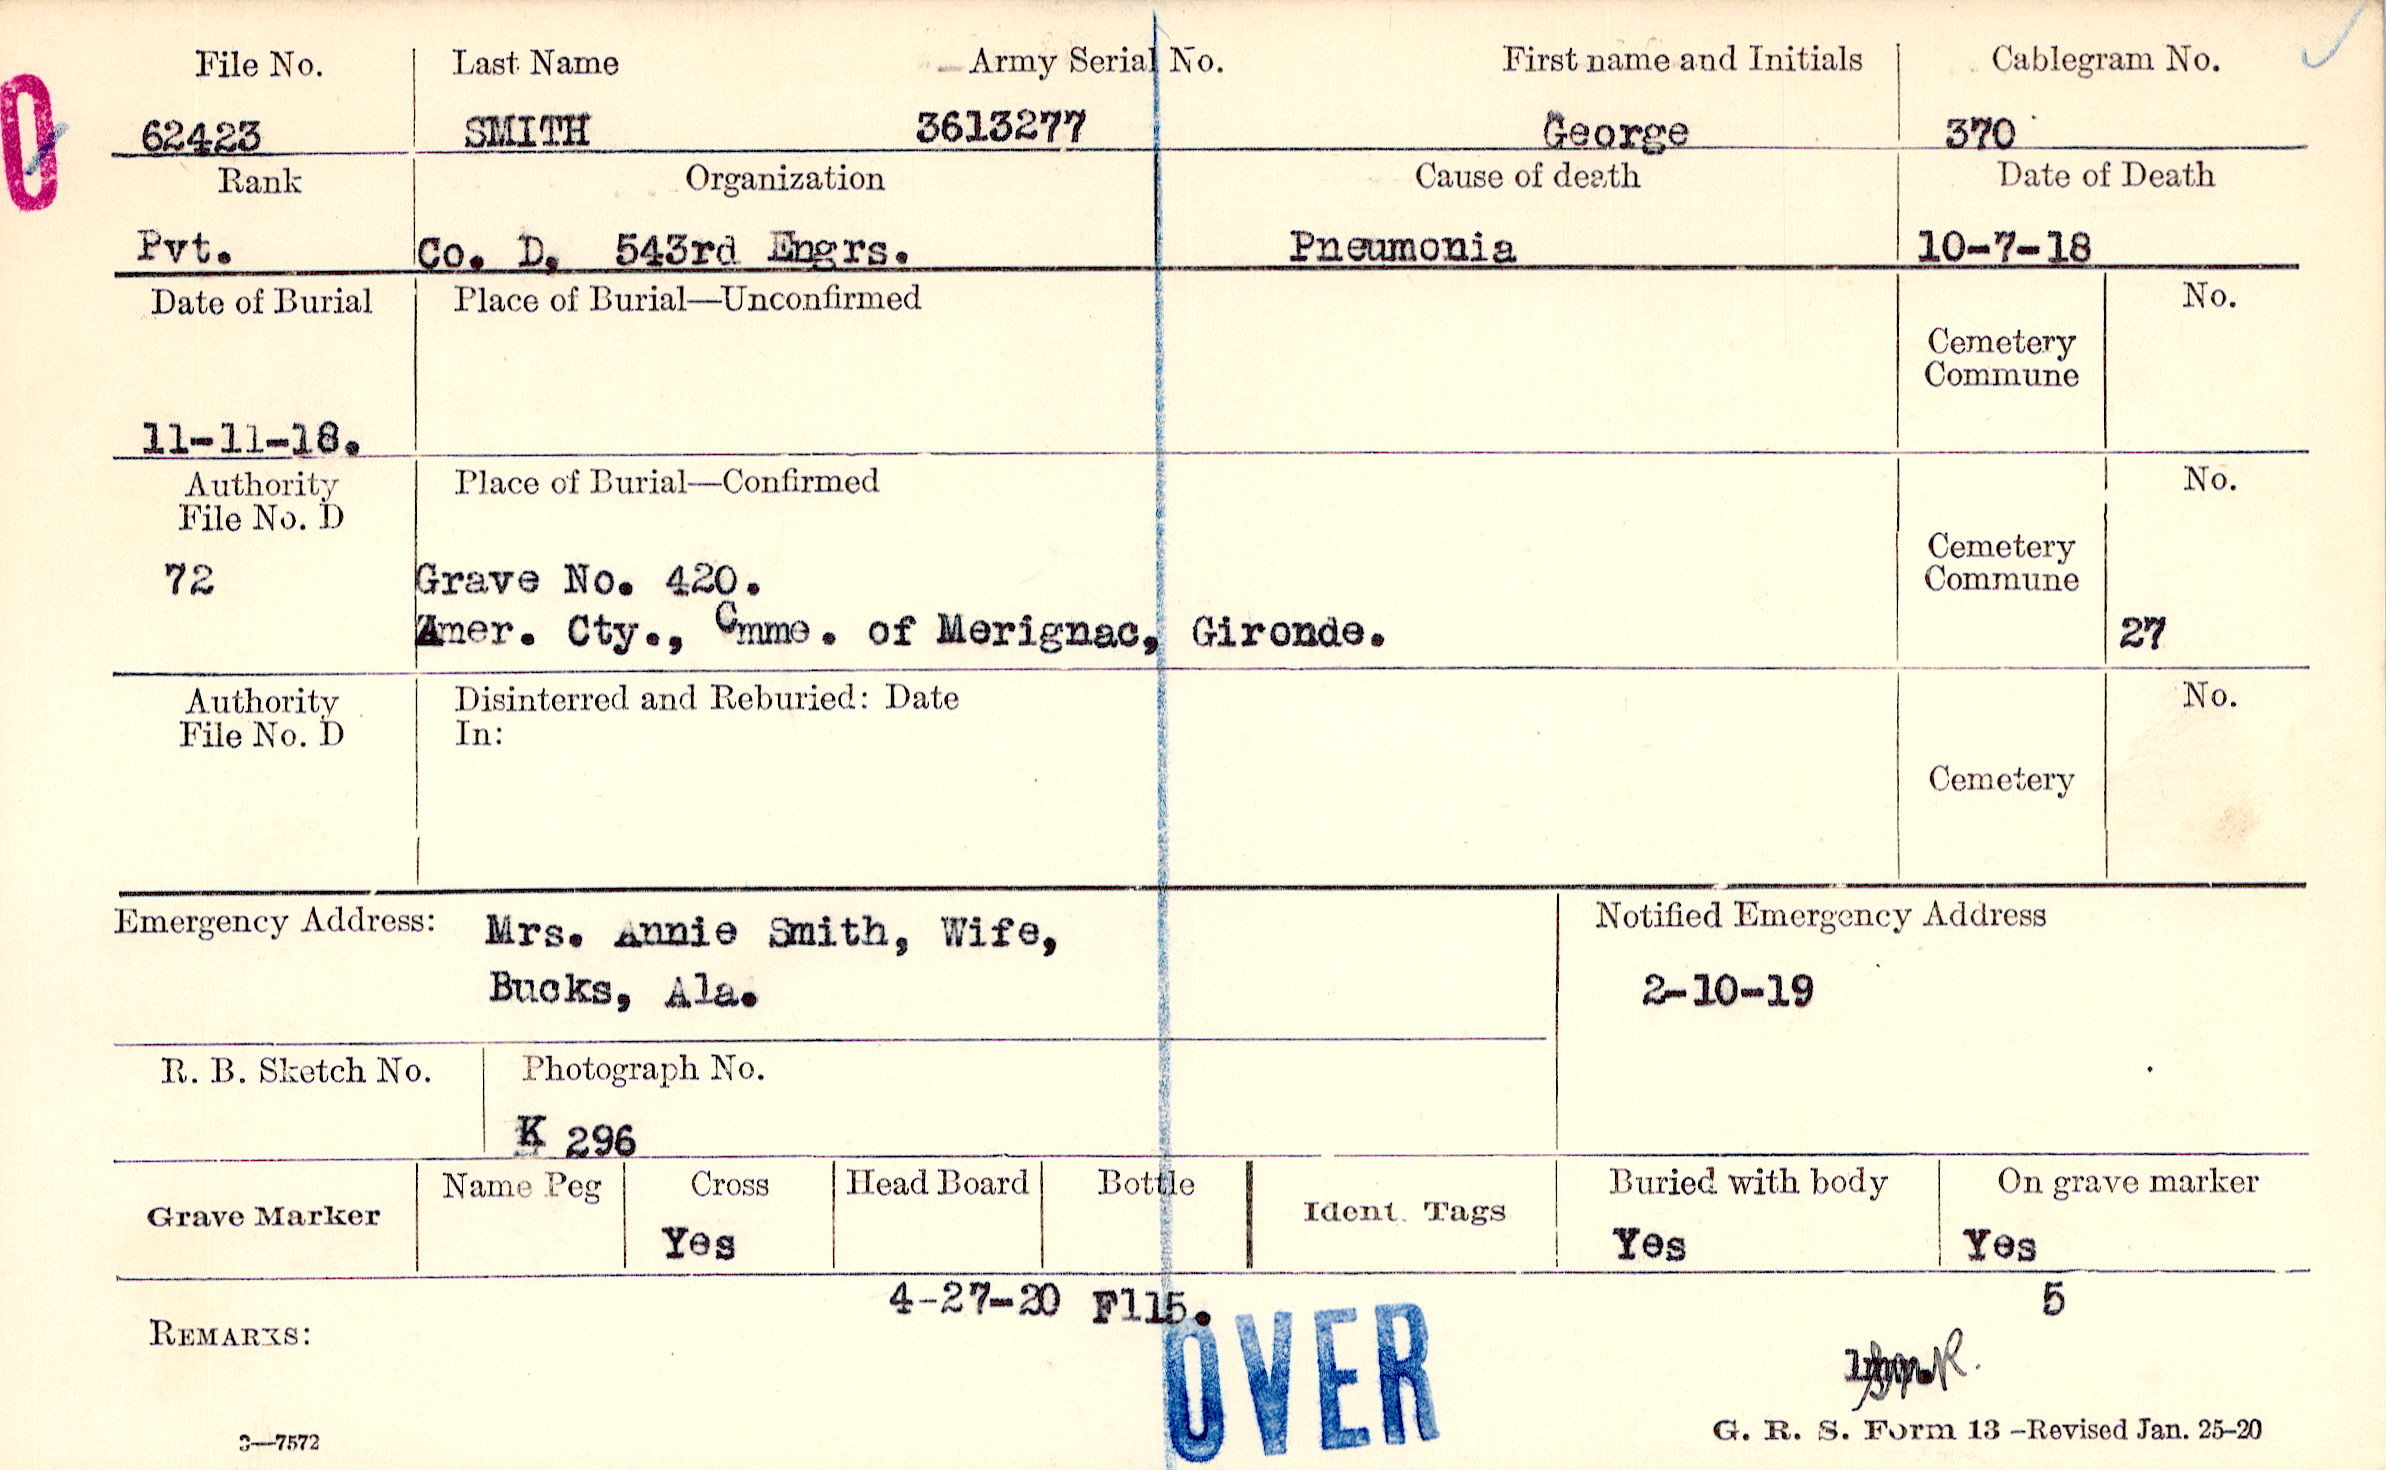 File No. Last Name Army Serial No. First name and Initials Cablegram No.
0
62423 SMITH 3613277 George 370
Rank Organization Cause of death Date of Death
Pvt. Co. D, 543rd Engrs. Pneumonia 10-7-18
Date of Burial Place of Burial—Unconfirmed No.
Cemetery
Commune
11-11-18.
Authority Place of Burial—Confirmed No.
File No. D
Cemetery
72 Grave No. 420. Commune
Amer. Cty., Cmme. of Merignac, Gironde. 27
Authority Disinterred and Reburied: Date No.
File No. D In:
Cemetery
Emergency Address: Mrs. Annie Smith, Wife, Notified Emergency Address
Bucks, Ala. 2-10-19
R. B. Sketch No. Photograph No.
K 296
Name Peg Cross Head Board Bottle Buried with body On grave marker
Grave Marker Ident. Tags
Yes Yes Yes
4-27-20 F115. 5
REMARKS:
OVER
3—7572 G. R. S. Form 13 –Revised Jan. 25–20